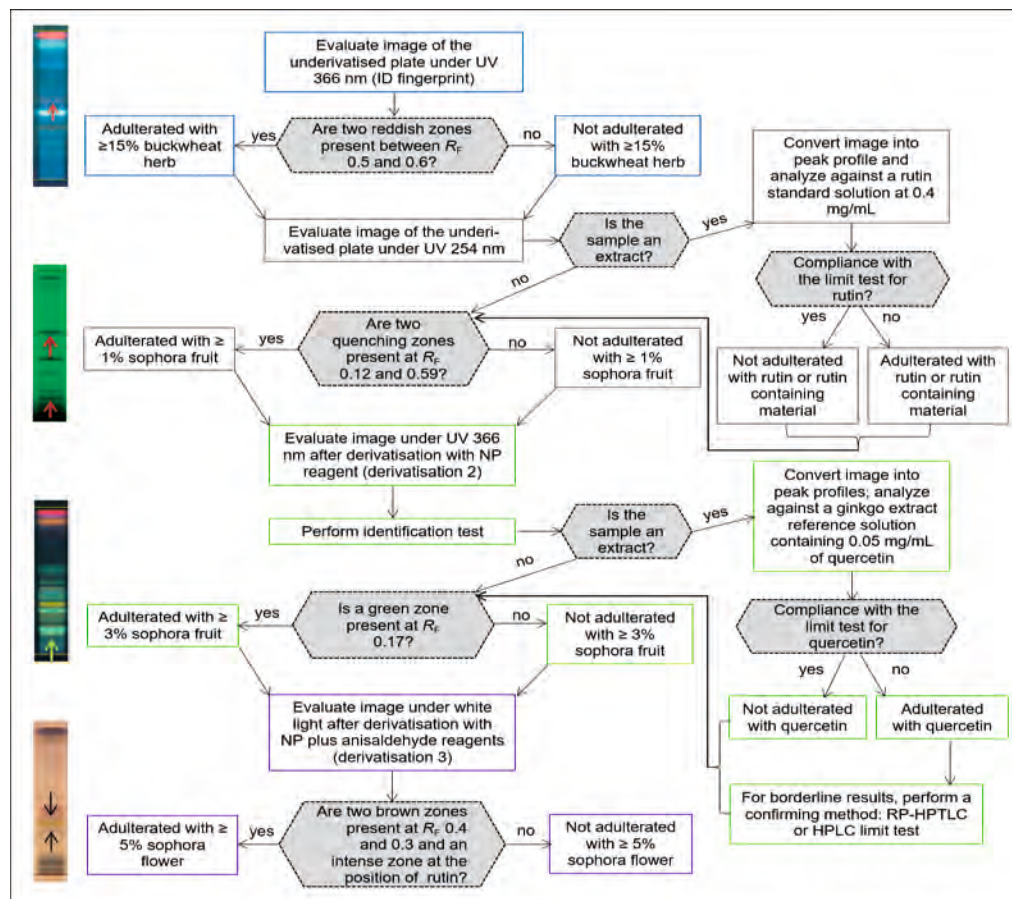 Evaluate image of the
underivatised plate under UV
366 nm (ID fingerprint)
Adulterated with
≥15% buckwheat
herb
yes
Are two reddish zones
present between RF
0.5 and 0.6?
no
Not adulterated
with ≥15%
buckwheat herb
Convert image into
peak profile and
analyze against a rutin
standard solution at 0.4
mg/mL
Evaluate image of the underi-
vatised plate under UV 254 nm
Is the
sample an
extract?
yes
no
Compliance with
the limit test for
rutin?
yes
no
Adulterated with ≥
1% sophora fruit
yes
Are two
quenching zones
present at RF
0.12 and 0.59?
no
Not adulterated
with ≥ 1%
sophora fruit
Not adulterated
with rutin or rutin
containing
material
Adulterated with
rutin or rutin
containing
material
Evaluate image under UV 366
nm after derivatisation with NP
reagent (derivatisation 2)
Perform identification test
Is the
sample an
extract?
yes
no
Convert image into
peak profiles; analyze
against a ginkgo extract
reference solution
containing 0.05 mg/mL
of quercetin
Adulterated with ≥
3% sophora fruit
yes
Is a green zone
present at RF
0.17?
no
Not adulterated
with ≥ 3%
sophora fruit
Compliance with the
limit test for
quercetin?
yes
no
Evaluate image under white
light after derivatisation with
NP plus anisaldehyde reagents
(derivatisation 3)
Not adulterated
with quercetin
Adulterated
with quercetin
Adulterated with ≥
5% sophora
flower
yes
Are two brown zones
present at RF 0.4
and 0.3 and an
intense zone at the
position of rutin?
no
Not adulterated
with ≥ 5%
sophora flower
For borderline results, perform a
confirming method: RP-HPTLC
or HPLC limit test